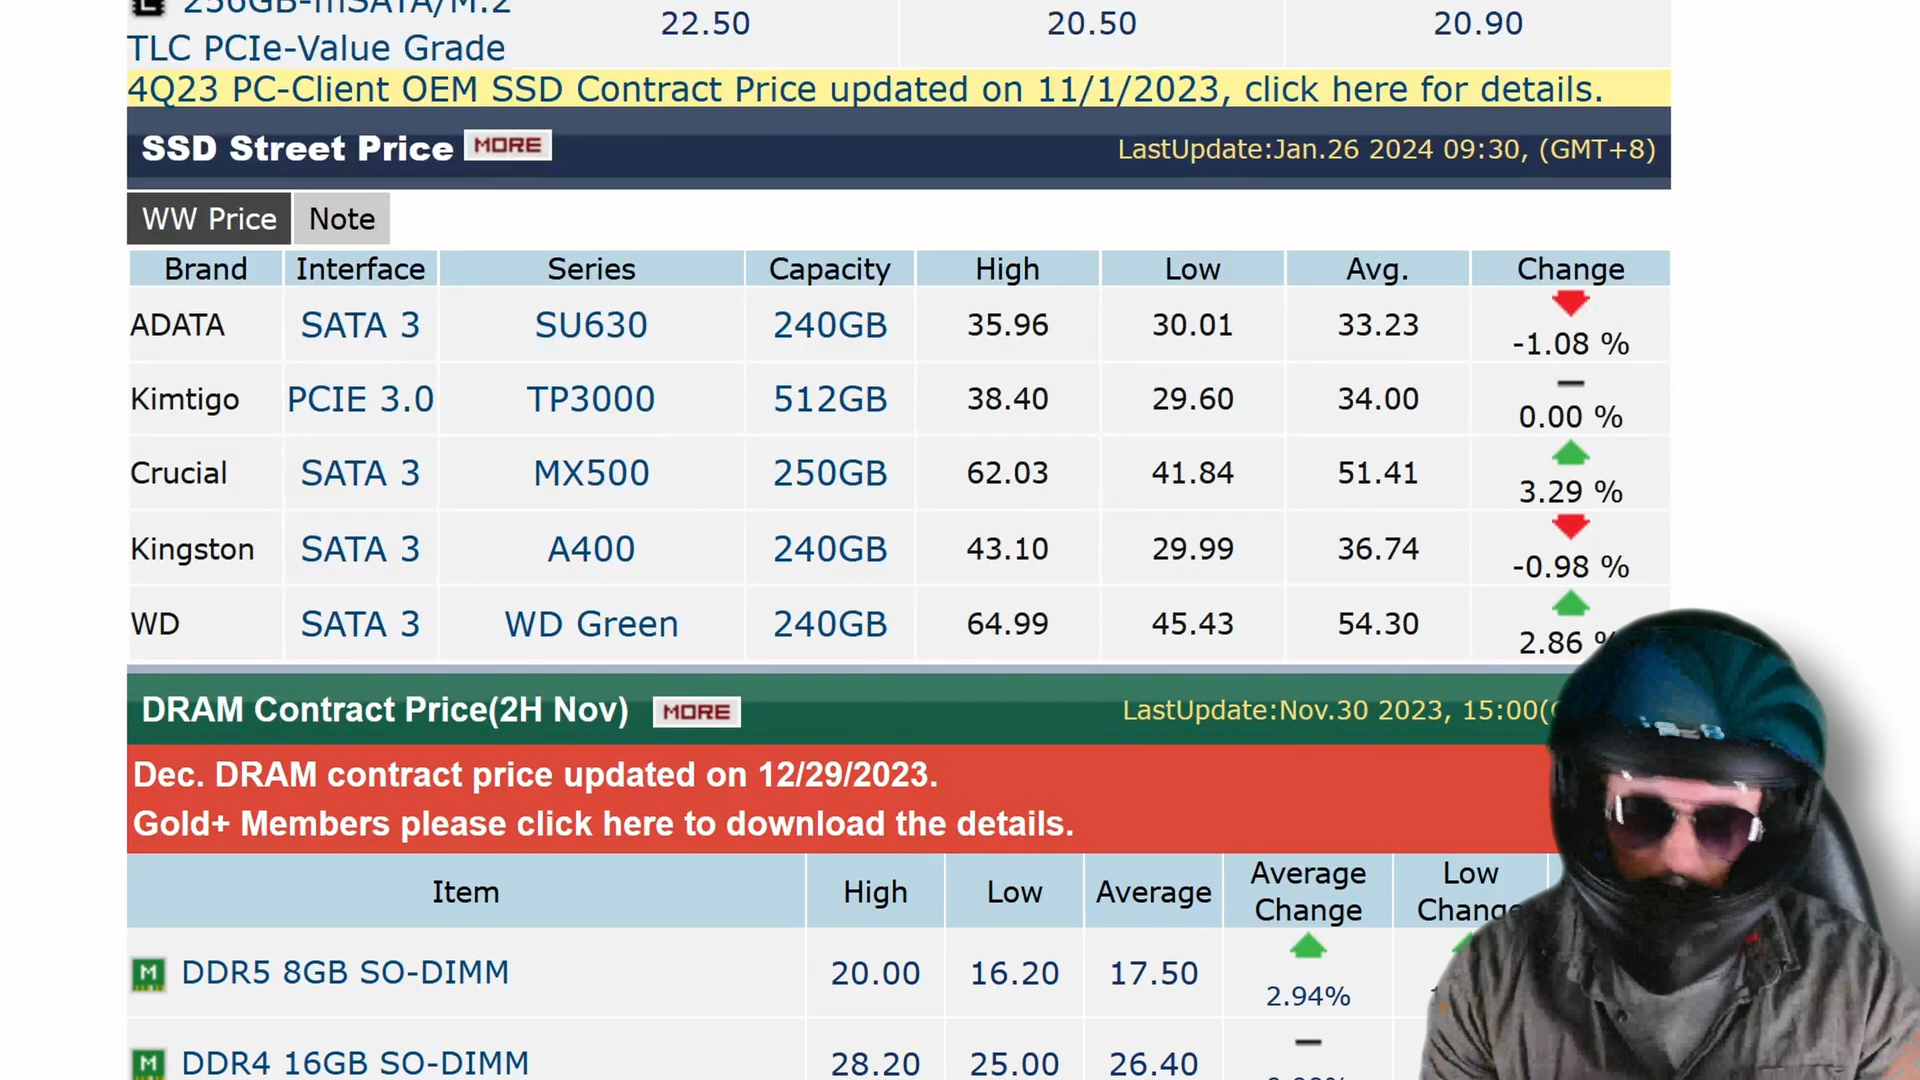 256GB-mSATA/M.2
TLC PCIe-Value Grade 22.50 20.50 20.90
4Q23 PC-Client OEM SSD Contract Price updated on 11/1/2023, click here for details.
SSD Street Price MORE LastUpdate:Jan.26 2024 09:30, (GMT+8)
WW Price Note
Brand Interface Series Capacity High Low Avg. Change
ADATA SATA 3 SU630 240GB 35.96 30.01 33.23 -1.08 %
Kimtigo PCIE 3.0 TP3000 512GB 38.40 29.60 34.00 0.00 %
Crucial SATA 3 MX500 250GB 62.03 41.84 51.41 3.29 %
Kingston SATA 3 A400 240GB 43.10 29.99 36.74 -0.98 %
WD SATA 3 WD Green 240GB 64.99 45.43 54.30 2.86 %
DRAM Contract Price(2H Nov) MORE LastUpdate:Nov.30 2023, 15:00(
Dec. DRAM contract price updated on 12/29/2023.
Gold+ Members please click here to download the details.
Item High Low Average Average Change Low Change
DDR5 8GB SO-DIMM 20.00 16.20 17.50 2.94%
DDR4 16GB SO-DIMM 28.20 25.00 26.40